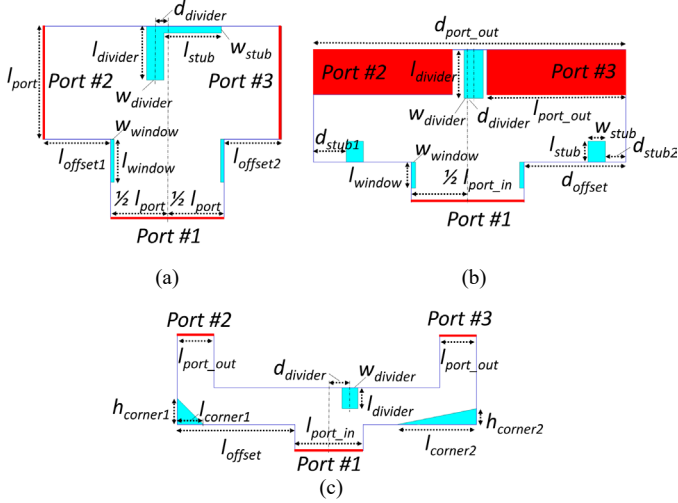 d_divider
l_divider
l_stub
w_stub
l_port
Port #2
Port #3
w_divider
w_window
l_offset1
l_window
l_offset2
½ l_port
½ l_port
Port #1
(a)
d_port_out
Port #2
l_divider
Port #3
w_divider
d_divider
l_port_out
w_stub
d_stub1
w_window
l_stub
d_stub2
l_window
½ l_port_in
d_offset
Port #1
(b)
Port #2
Port #3
l_port_out
l_port_out
d_divider
w_divider
h_corner1
l_corner1
l_divider
l_port_in
h_corner2
l_offset
l_corner2
Port #1
(c)